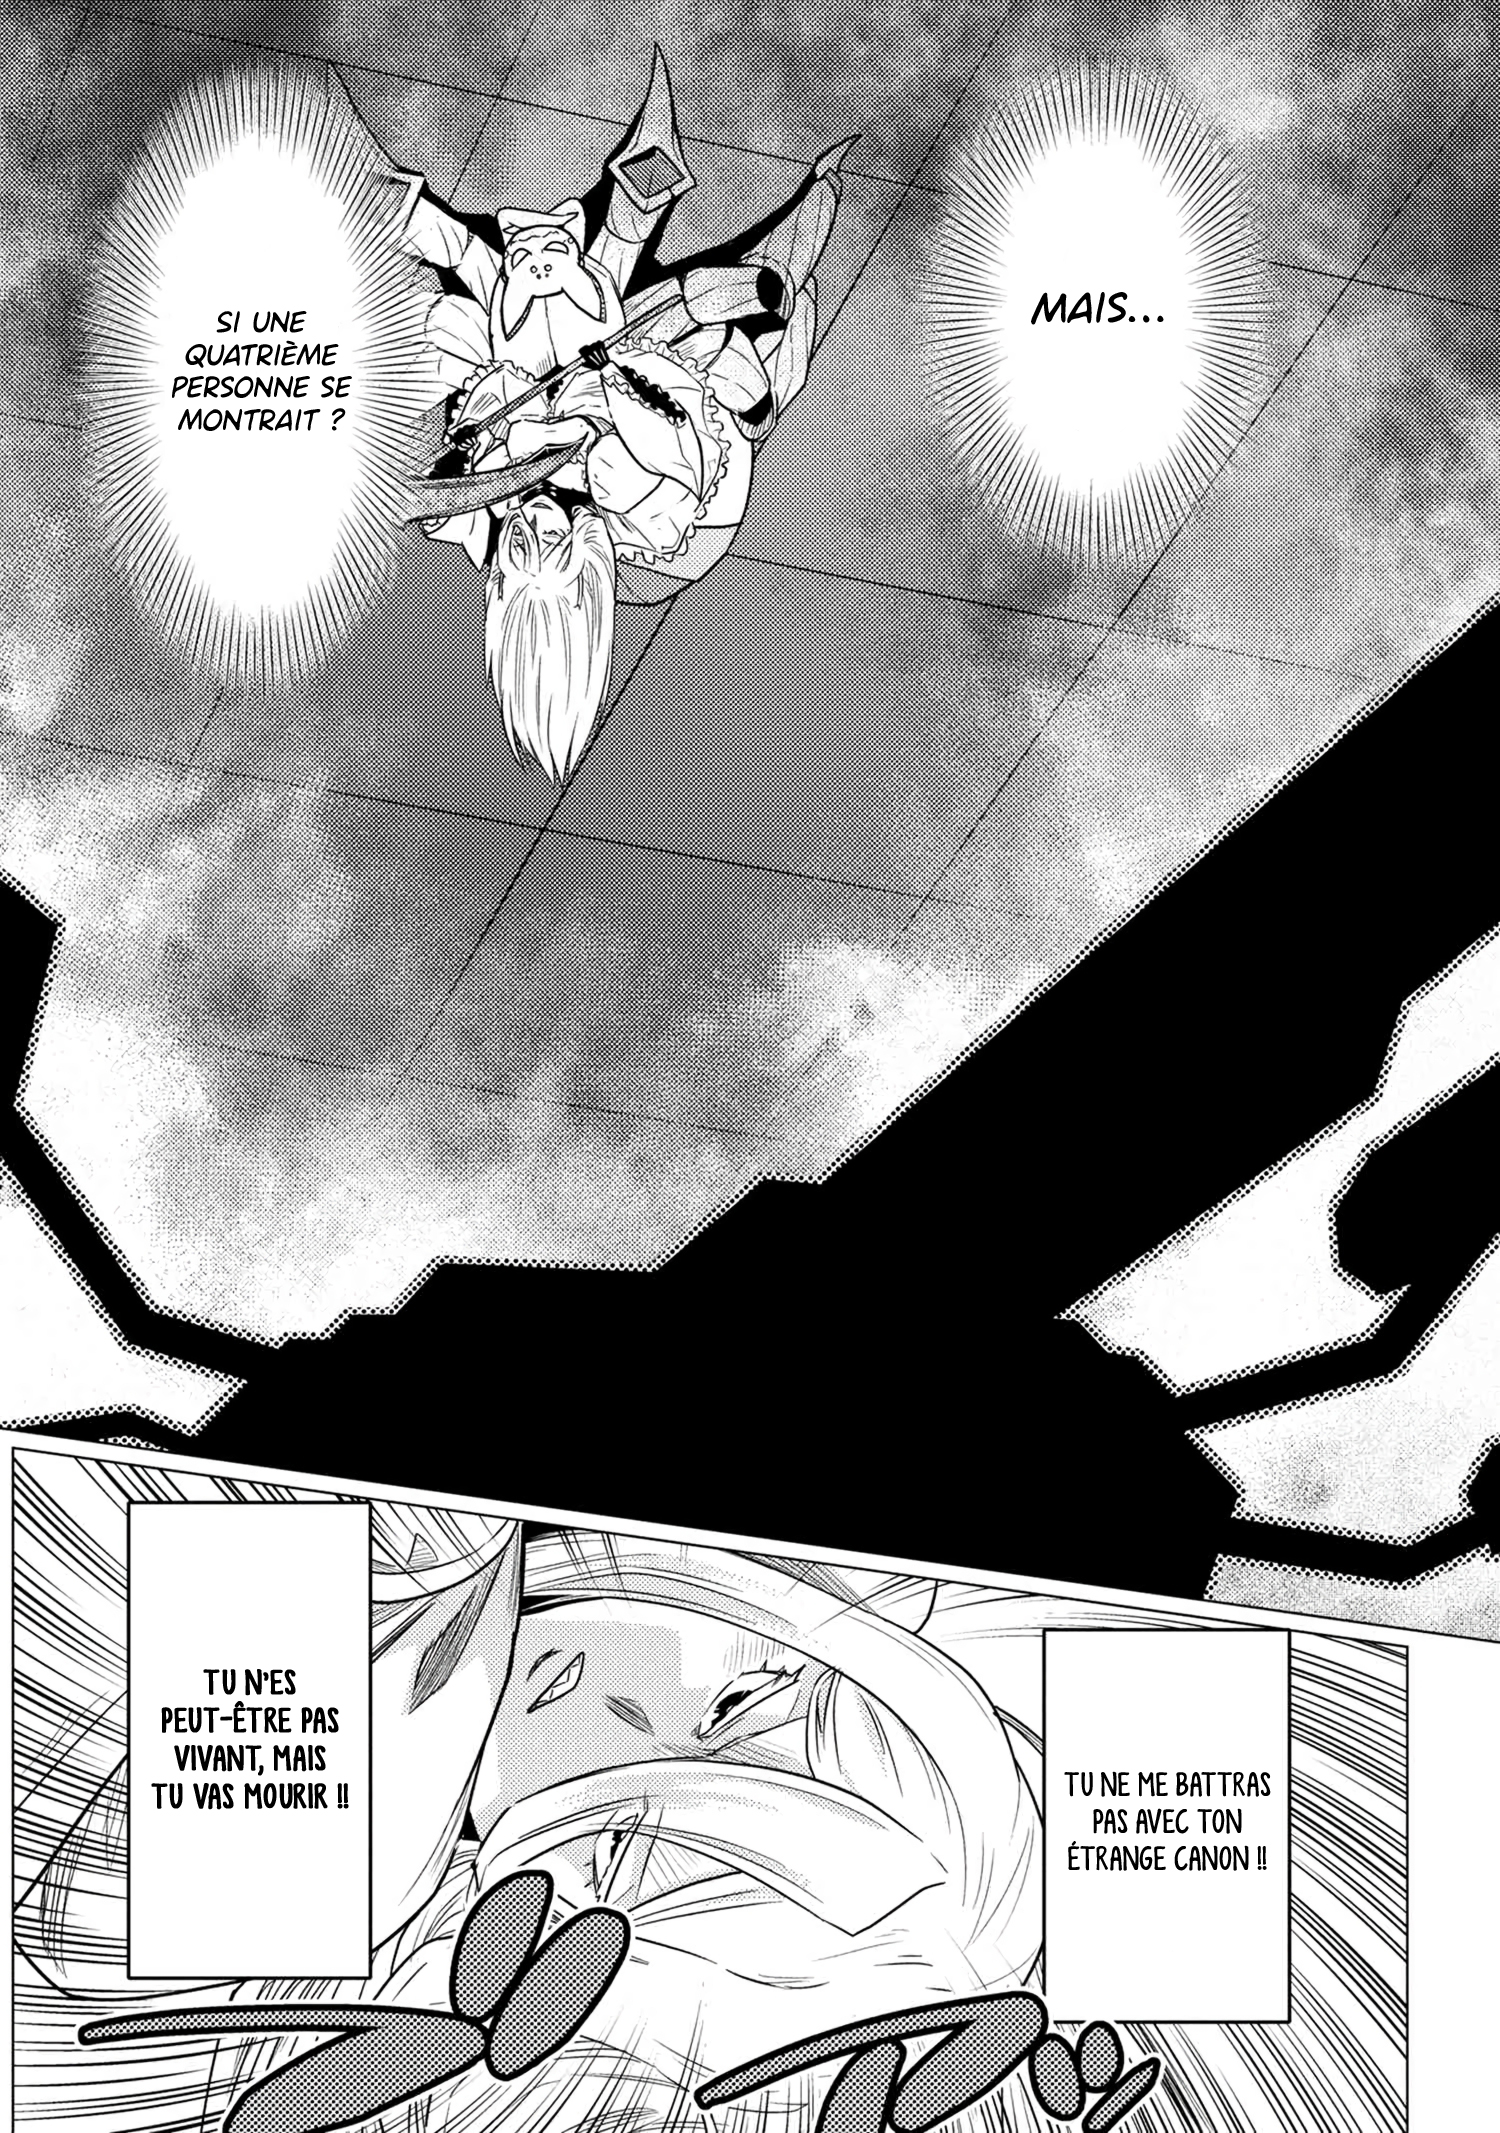 MAIS...
SI UNE
QUATRIÈME
PERSONNE SE
MONTRAIT ?
TU NE ME BATTRAS
PAS AVEC TON
ÉTRANGE CANON !!
TU N'ES
PEUT-ÊTRE PAS
VIVANT, MAIS
TU VAS MOURIR !!